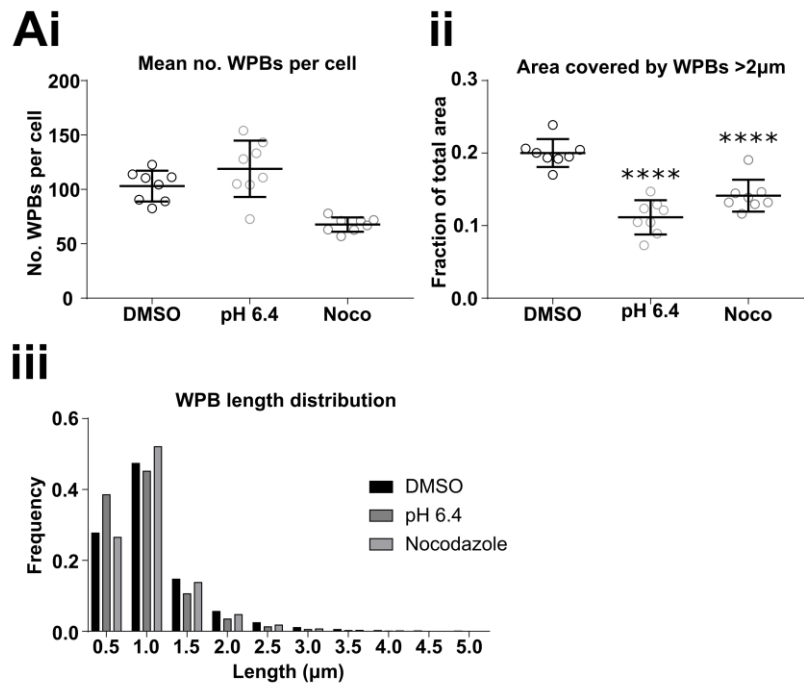 Ai
Mean no. WPBs per cell
No. WPBs per cell
200
150
100
50
0
DMSO
pH 6.4
Noco
ii
Area covered by WPBs >2µm
Fraction of total area
0.3
0.2
0.1
0.0
****
****
DMSO
pH 6.4
Noco
iii
WPB length distribution
Frequency
0.6
0.4
0.2
0.0
DMSO
pH 6.4
Nocodazole
0.5 1.0 1.5 2.0 2.5 3.0 3.5 4.0 4.5 5.0
Length (µm)